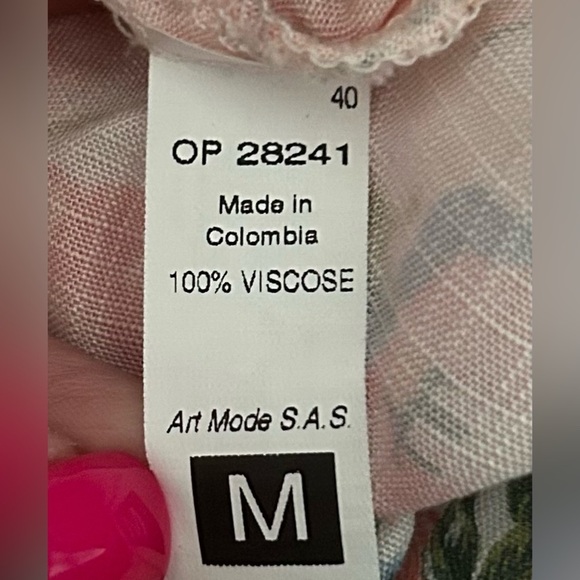 40
OP 28241
Made in
Colombia
100% VISCOSE
Art Mode S.A.S.
M